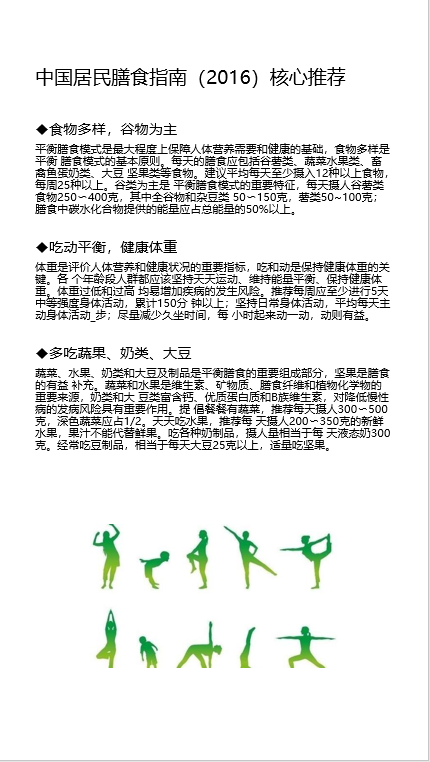 中国居民膳食指南（2016）核心推荐
◆食物多样，谷物为主
平衡膳食模式是最大程度上保障人体营养需要和健康的基础，食物多样是
平衡 膳食模式的基本原则。每天的膳食应包括谷薯类、蔬菜水果类、畜
禽鱼蛋奶类、大豆 坚果类等食物。建议平均每天至少摄入12种以上食物，
每周25种以上。谷类为主是 平衡膳食模式的重要特征，每天摄人谷薯类
食物250～400克，其中全谷物和杂豆类 50～150克，薯类50~100克；
膳食中碳水化合物提供的能量应占总能量的50%以上。
◆吃动平衡，健康体重
体重是评价人体营养和健康状况的重要指标，吃和动是保持健康体重的关
键。各 个年龄段人群都应该坚持天天运动、维持能量平衡、保持健康体
重。体重过低和过高 均易增加疾病的发生风险。推荐每周应至少进行5天
中等强度身体活动，累计150分 钟以上；坚持日常身体活动，平均每天主
动身体活动_步；尽量减少久坐时间，每 小时起来动一动，动则有益。
◆多吃蔬果、奶类、大豆
蔬菜、水果、奶类和大豆及制品是平衡膳食的重要组成部分，坚果是膳食
的有益 补充。蔬菜和水果是维生素、矿物质、膳食纤维和植物化学物的
重要来源，奶类和大 豆类富含钙、优质蛋白质和B族维生素，对降低慢性
病的发病风险具有重要作用。提 倡餐餐有蔬菜，推荐每天摄人300～500
克，深色蔬菜应占1/2。天天吃水果，推荐每 天摄人200～350克的新鲜
水果，果汁不能代替鲜果。吃各种奶制品，摄人量相当于每 天液态奶300
克。经常吃豆制品，相当于每天大豆25克以上，适量吃坚果。